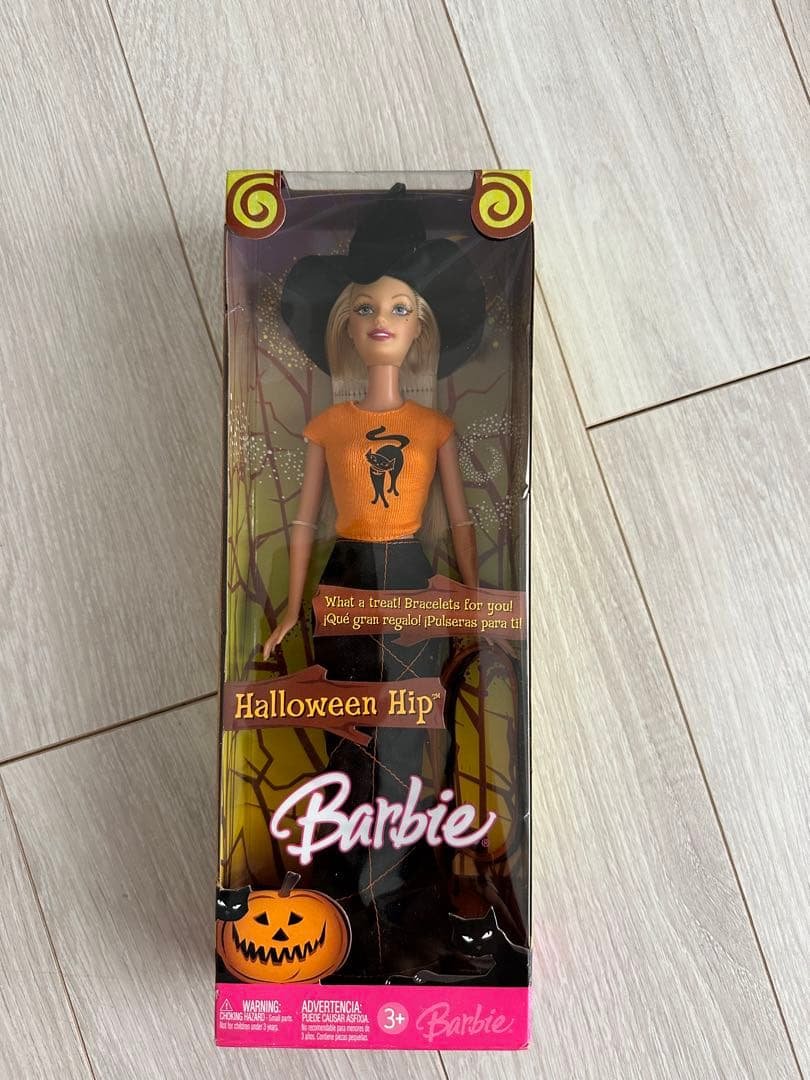 What a treat! Bracelets for you!
¡Qué gran regalo! ¡Pulseras para ti!
Halloween Hip™
Barbie®
WARNING:
CHOKING HAZARD - Small parts.
Not for children under 3 years.
ADVERTENCIA:
PUEDE CAUSAR ASFIXIA.
No recomendable para menores de
3 años. Contiene piezas pequeñas.
3+
Barbie